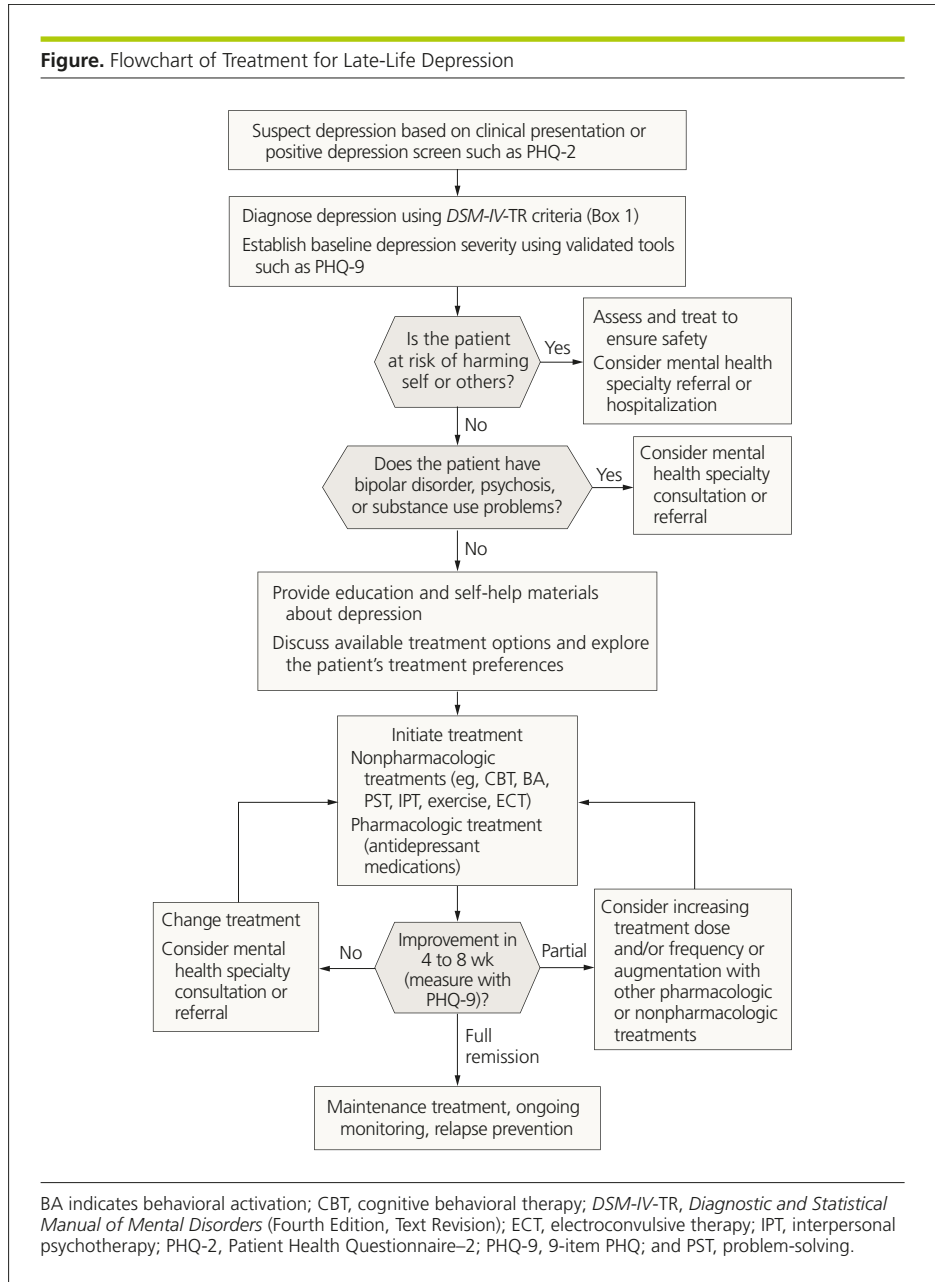 Figure. Flowchart of Treatment for Late-Life Depression
Suspect depression based on clinical presentation or
positive depression screen such as PHQ-2
Diagnose depression using DSM-IV-TR criteria (Box 1)
Establish baseline depression severity using validated tools
such as PHQ-9
Is the patient
at risk of harming
self or others?
Yes
Assess and treat to
ensure safety
Consider mental health
specialty referral or
hospitalization
No
Does the patient have
bipolar disorder, psychosis,
or substance use problems?
Yes
Consider mental
health specialty
consultation or
referral
No
Provide education and self-help materials
about depression
Discuss available treatment options and explore
the patient’s treatment preferences
Initiate treatment
Nonpharmacologic
treatments (eg, CBT, BA,
PST, IPT, exercise, ECT)
Pharmacologic treatment
(antidepressant
medications)
Change treatment
Consider mental
health specialty
consultation or
referral
No
Improvement in
4 to 8 wk
(measure with
PHQ-9)?
Partial
Consider increasing
treatment dose
and/or frequency or
augmentation with
other pharmacologic
or nonpharmacologic
treatments
Full
remission
Maintenance treatment, ongoing
monitoring, relapse prevention
BA indicates behavioral activation; CBT, cognitive behavioral therapy; DSM-IV-TR, Diagnostic and Statistical
Manual of Mental Disorders (Fourth Edition, Text Revision); ECT, electroconvulsive therapy; IPT, interpersonal
psychotherapy; PHQ-2, Patient Health Questionnaire–2; PHQ-9, 9-item PHQ; and PST, problem-solving.